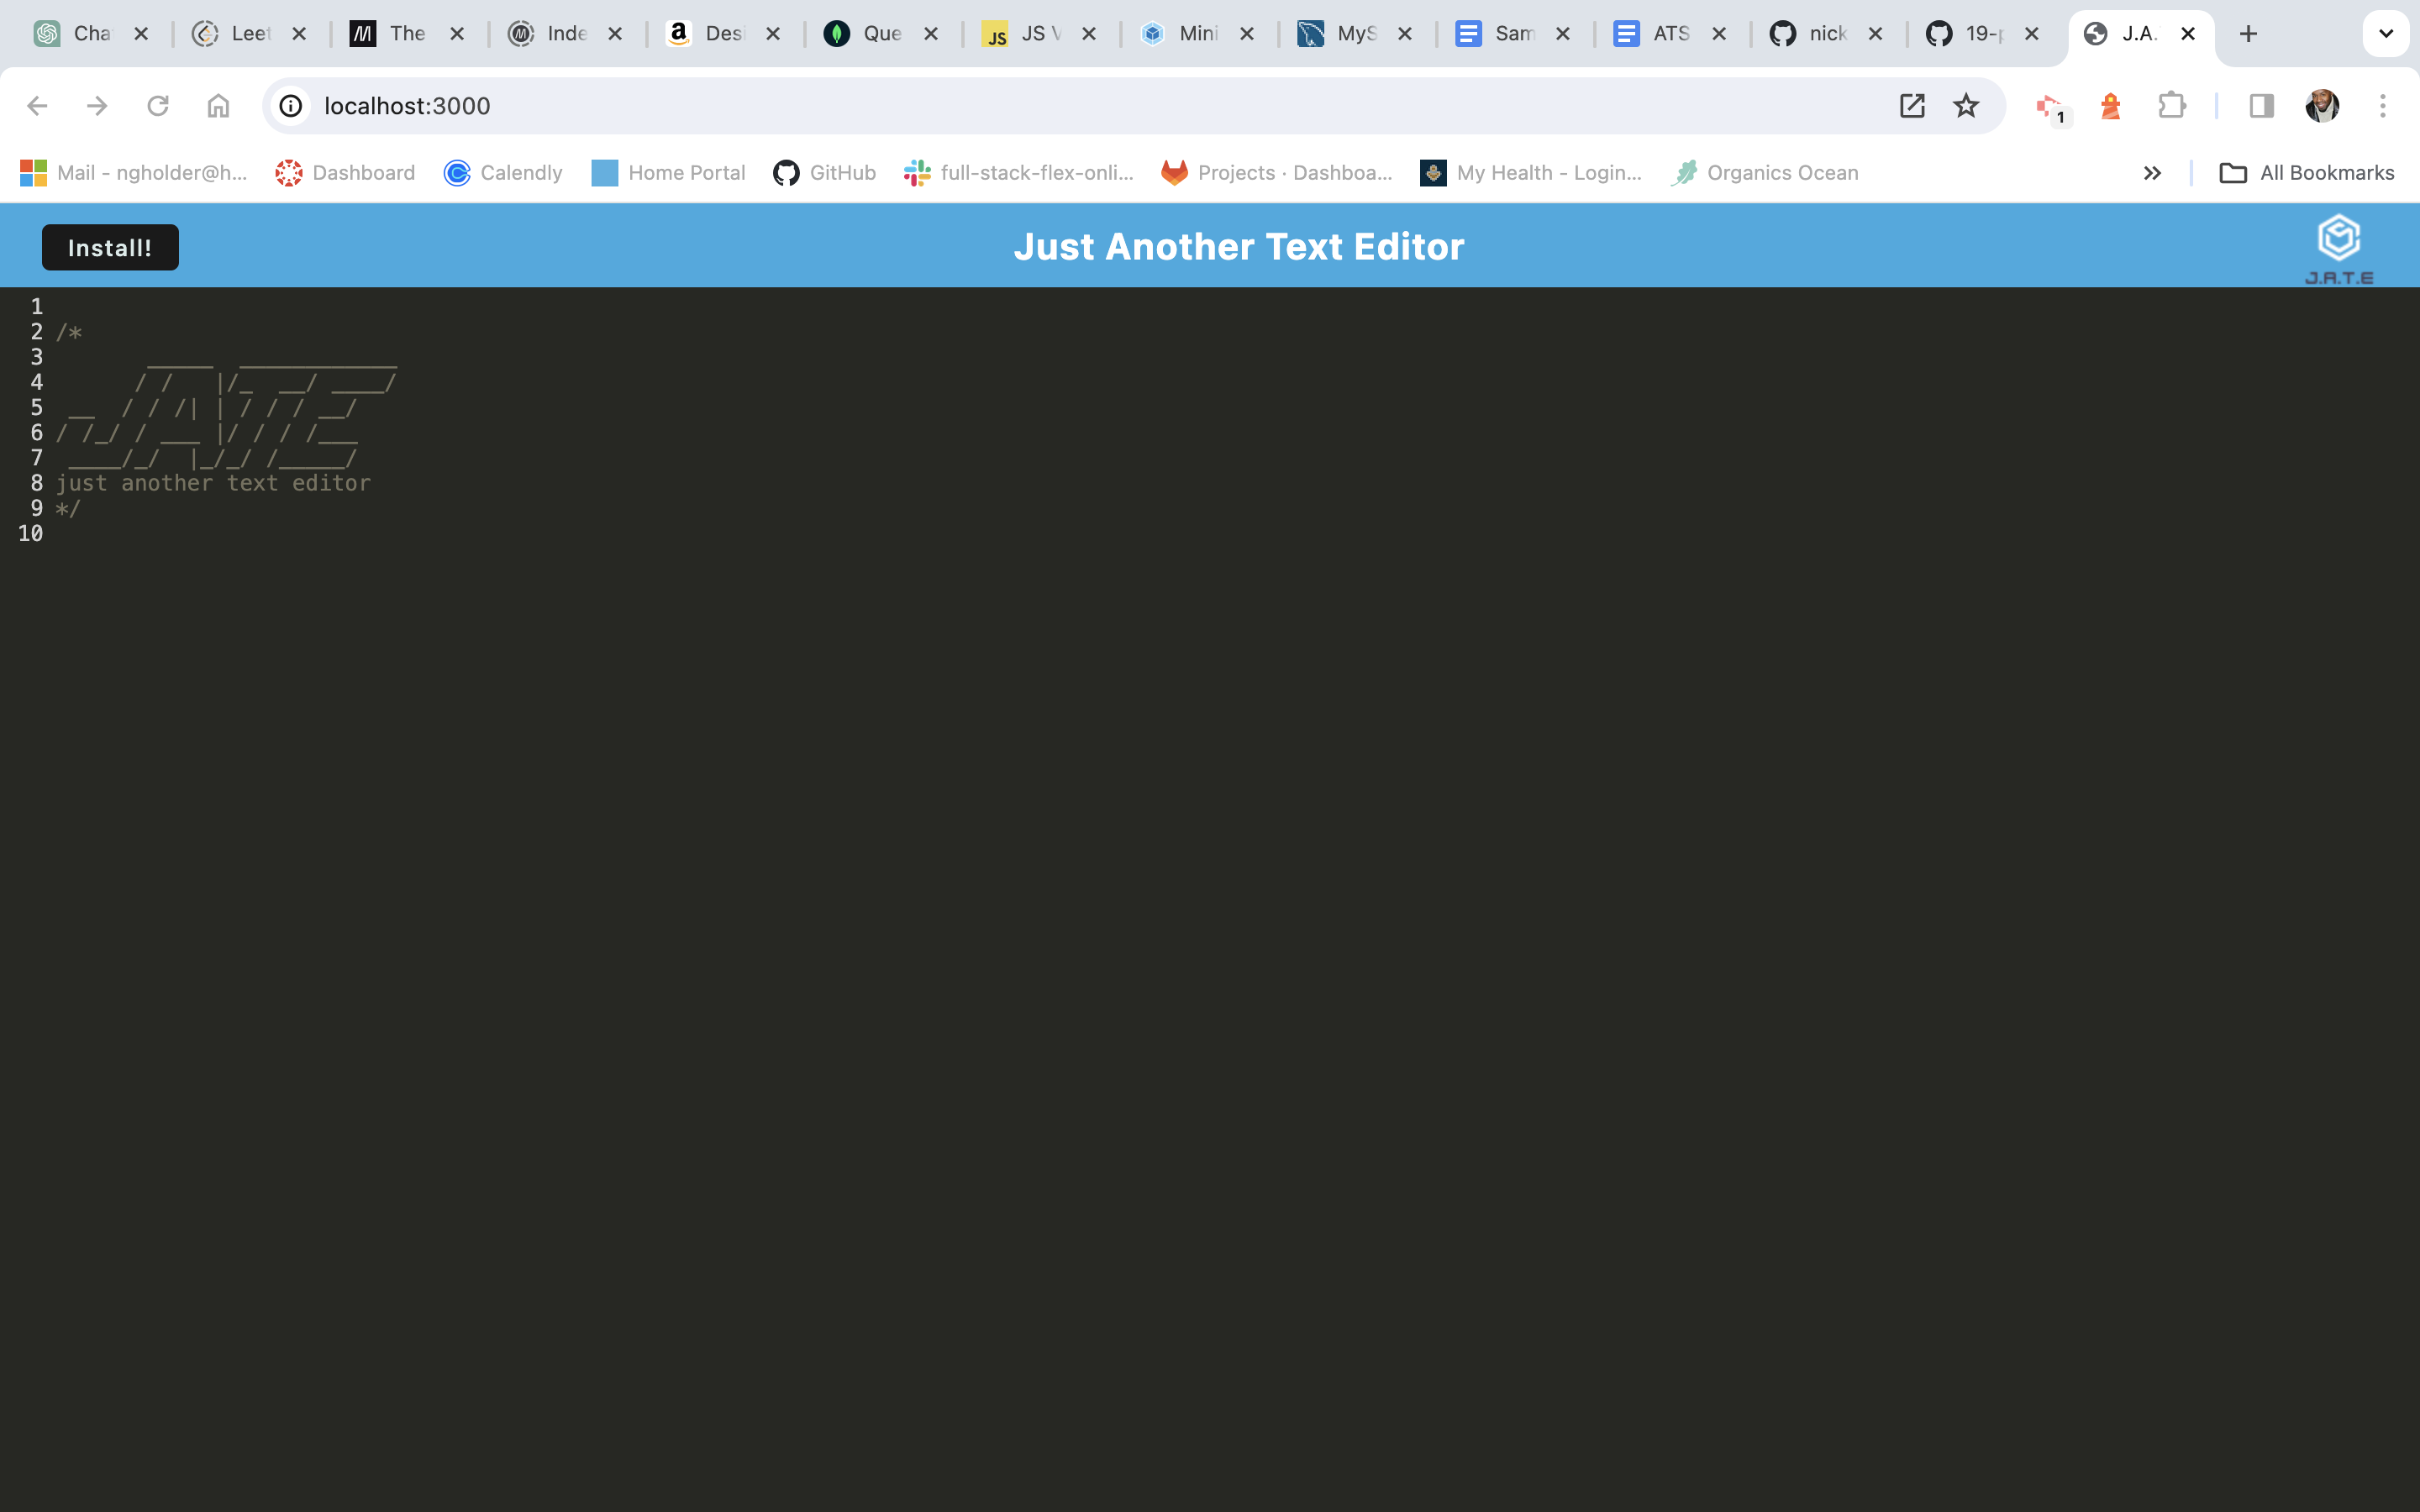 Cha Leet The Inde Desi Que JS V Mini MyS Sam ATS nick 19-p J.A.
localhost:3000
1
Mail - ngholder@h... Dashboard Calendly Home Portal GitHub full-stack-flex-onli... Projects · Dashboa... My Health - Login... Organics Ocean All Bookmarks
Install! Just Another Text Editor J.A.T.E
1
2 /*
3      _____  ____________
4      / /   |/_  __/ ____/
5 __  / / /| | / / / __/
6 / /_/ / ___ |/ / / /___
7 ____/_/  |_/_/ /_____/
8 just another text editor
9 */
10